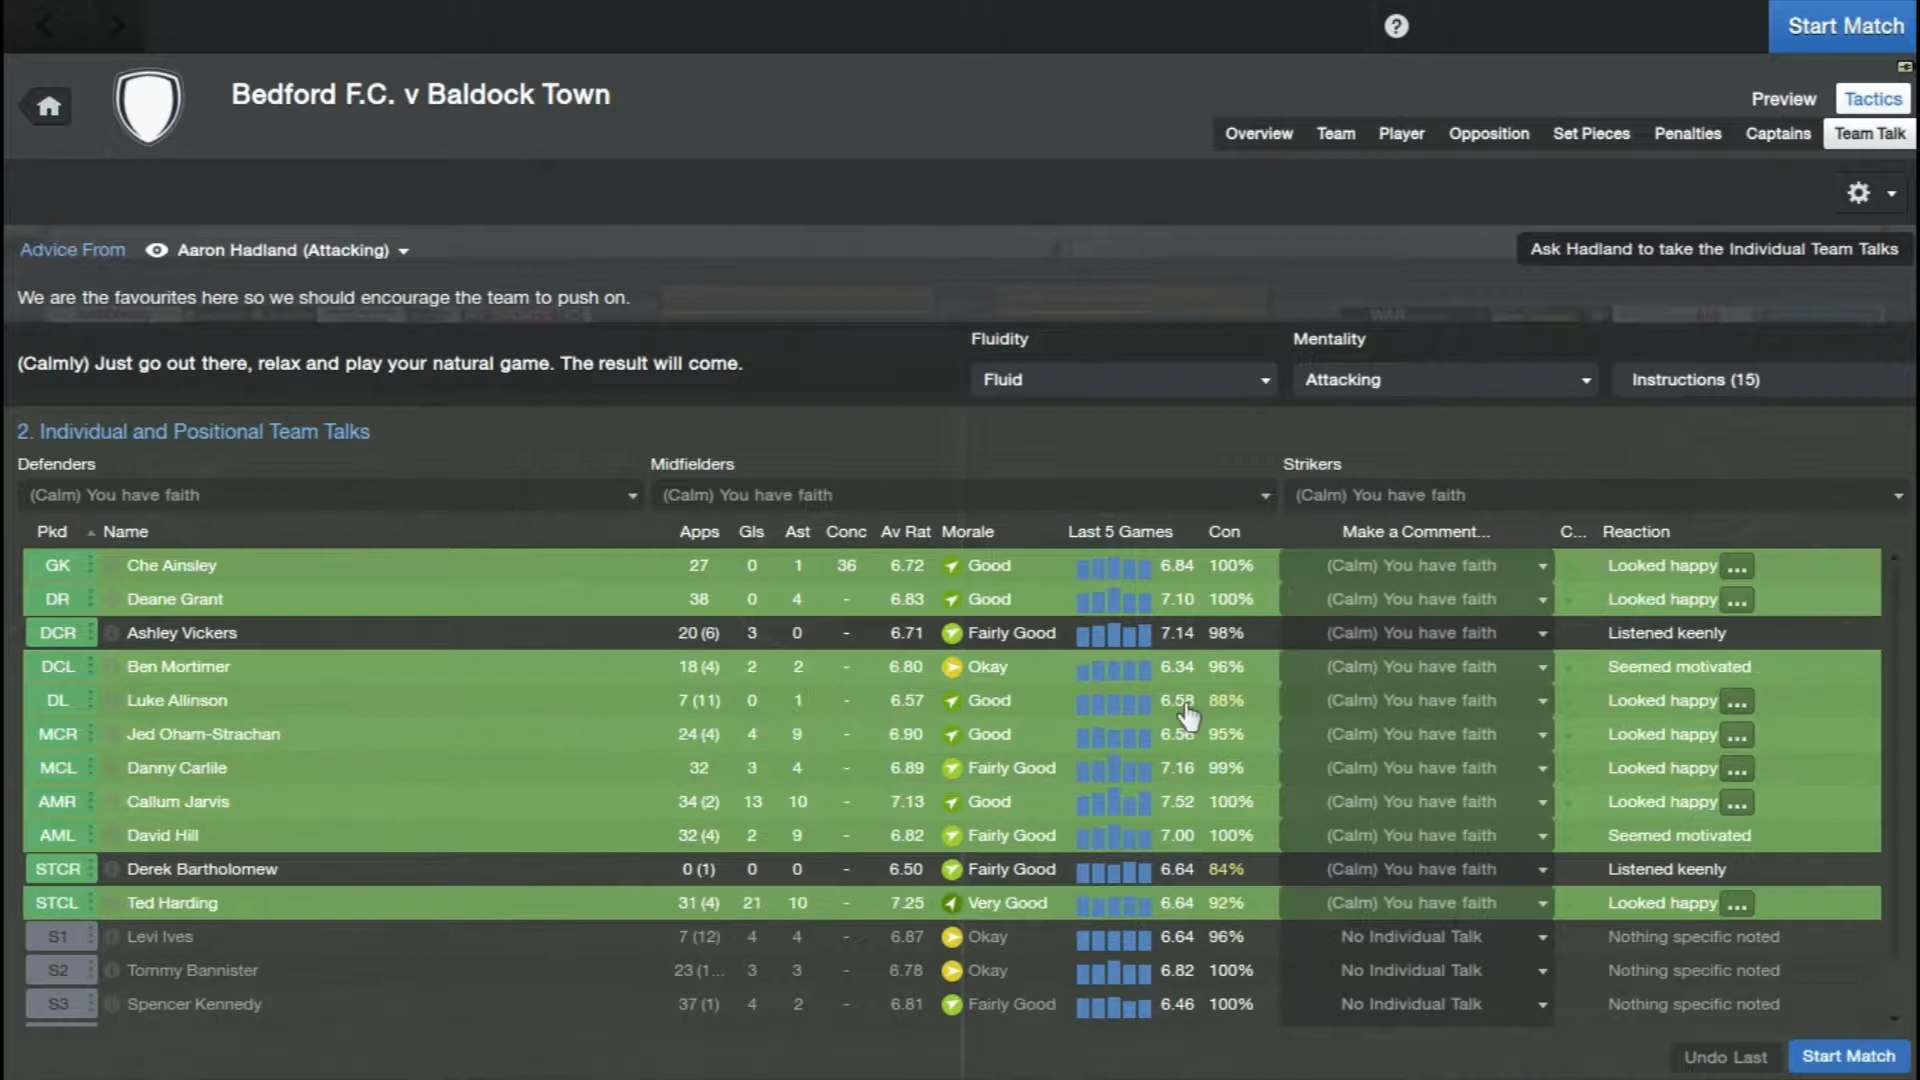 Start Match
Bedford F.C. v Baldock Town
Preview Tactics
Overview Team Player Opposition Set Pieces Penalties Captains Team Talk
Advice From Aaron Hadland (Attacking) Ask Hadland to take the Individual Team Talks
We are the favourites here so we should encourage the team to push on.
Fluidity Mentality
(Calmly) Just go out there, relax and play your natural game. The result will come.
Fluid Attacking Instructions (15)
2. Individual and Positional Team Talks
Defenders Midfielders Strikers
(Calm) You have faith (Calm) You have faith (Calm) You have faith
Pkd Name Apps Gls Ast Conc Av Rat Morale Last 5 Games Con Make a Comment... C... Reaction
GK Che Ainsley 27 0 1 36 6.72 Good 6.84 100% (Calm) You have faith Looked happy ...
DR Deane Grant 38 0 4 - 6.83 Good 7.10 100% (Calm) You have faith Looked happy ...
DCR Ashley Vickers 20 (6) 3 0 - 6.71 Fairly Good 7.14 98% (Calm) You have faith Listened keenly
DCL Ben Mortimer 18 (4) 2 2 - 6.80 Okay 6.34 96% (Calm) You have faith Seemed motivated
DL Luke Allinson 7 (11) 0 1 - 6.57 Good 88% (Calm) You have faith Looked happy ...
MCR Jed Oham-Strachan 24 (4) 4 9 - 6.90 Good 95% (Calm) You have faith Looked happy ...
MCL Danny Carlile 32 3 4 - 6.89 Fairly Good 7.16 99% (Calm) You have faith Looked happy ...
AMR Callum Jarvis 34 (2) 13 10 - 7.13 Good 7.52 100% (Calm) You have faith Looked happy ...
AML David Hill 32 (4) 2 9 - 6.82 Fairly Good 7.00 100% (Calm) You have faith Seemed motivated
STCR Derek Bartholomew 0 (1) 0 0 - 6.50 Fairly Good 6.64 84% (Calm) You have faith Listened keenly
STCL Ted Harding 31 (4) 21 10 - 7.25 Very Good 6.64 92% (Calm) You have faith Looked happy ...
S1 Levi Ives 7 (12) 4 4 - 6.87 Okay 6.64 96% No Individual Talk Nothing specific noted
S2 Tommy Bannister 23 (1... 3 3 - 6.78 Okay 6.82 100% No Individual Talk Nothing specific noted
S3 Spencer Kennedy 37 (1) 4 2 - 6.81 Fairly Good 6.46 100% No Individual Talk Nothing specific noted
Undo Last Start Match